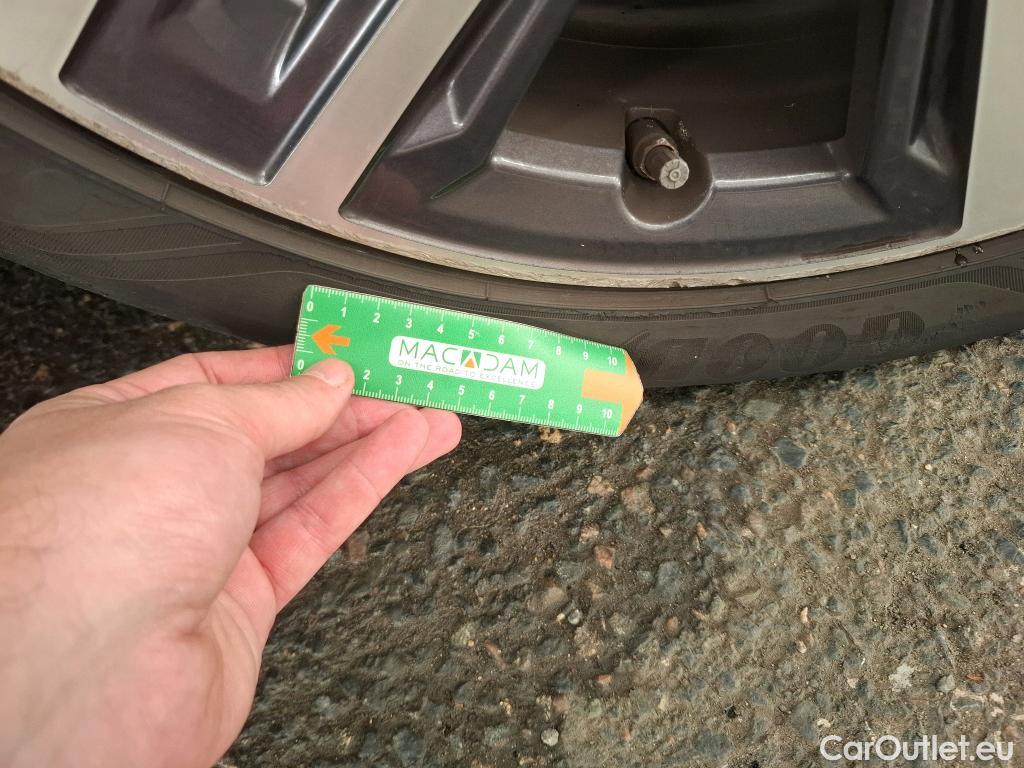 0 1 2 3 4 5 6 7 8 9 10
MACADAM
ON THE ROAD TO EXCELLENCE
0 2 3 4 5 6 7 8 9 10
CarOutlet.eu